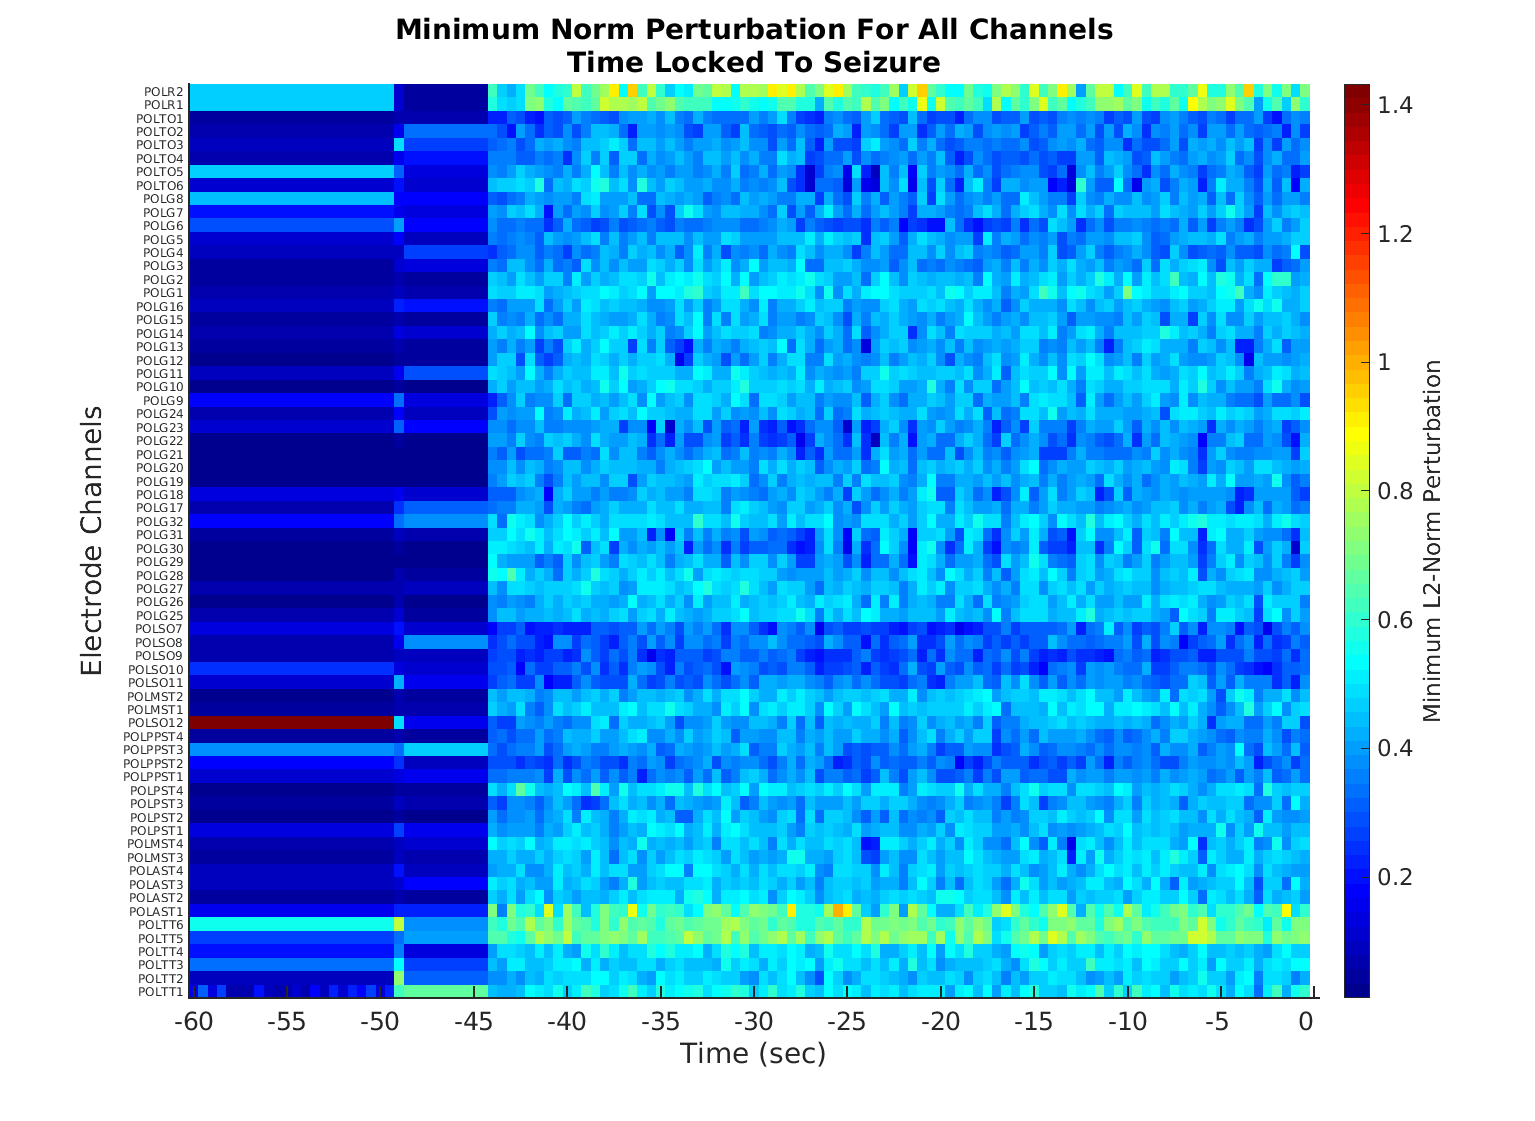 Minimum Norm Perturbation For All Channels
Time Locked To Seizure
Electrode Channels
POLR2
POLR1
POLTO1
POLTO2
POLTO3
POLTO4
POLTO5
POLTO6
POLG8
POLG7
POLG6
POLG5
POLG4
POLG3
POLG2
POLG1
POLG16
POLG15
POLG14
POLG13
POLG12
POLG11
POLG10
POLG9
POLG24
POLG23
POLG22
POLG21
POLG20
POLG19
POLG18
POLG17
POLG32
POLG31
POLG30
POLG29
POLG28
POLG27
POLG26
POLG25
POLSO7
POLSO8
POLSO9
POLSO10
POLSO11
POLMST2
POLMST1
POLSO12
POLPPST4
POLPPST3
POLPPST2
POLPPST1
POLPST4
POLPST3
POLPST2
POLPST1
POLMST4
POLMST3
POLAST4
POLAST3
POLAST2
POLAST1
POLTT6
POLTT5
POLTT4
POLTT3
POLTT2
POLTT1
-60 -55 -50 -45 -40 -35 -30 -25 -20 -15 -10 -5 0
Time (sec)
1.4
1.2
1
0.8
0.6
0.4
0.2
Minimum L2-Norm Perturbation